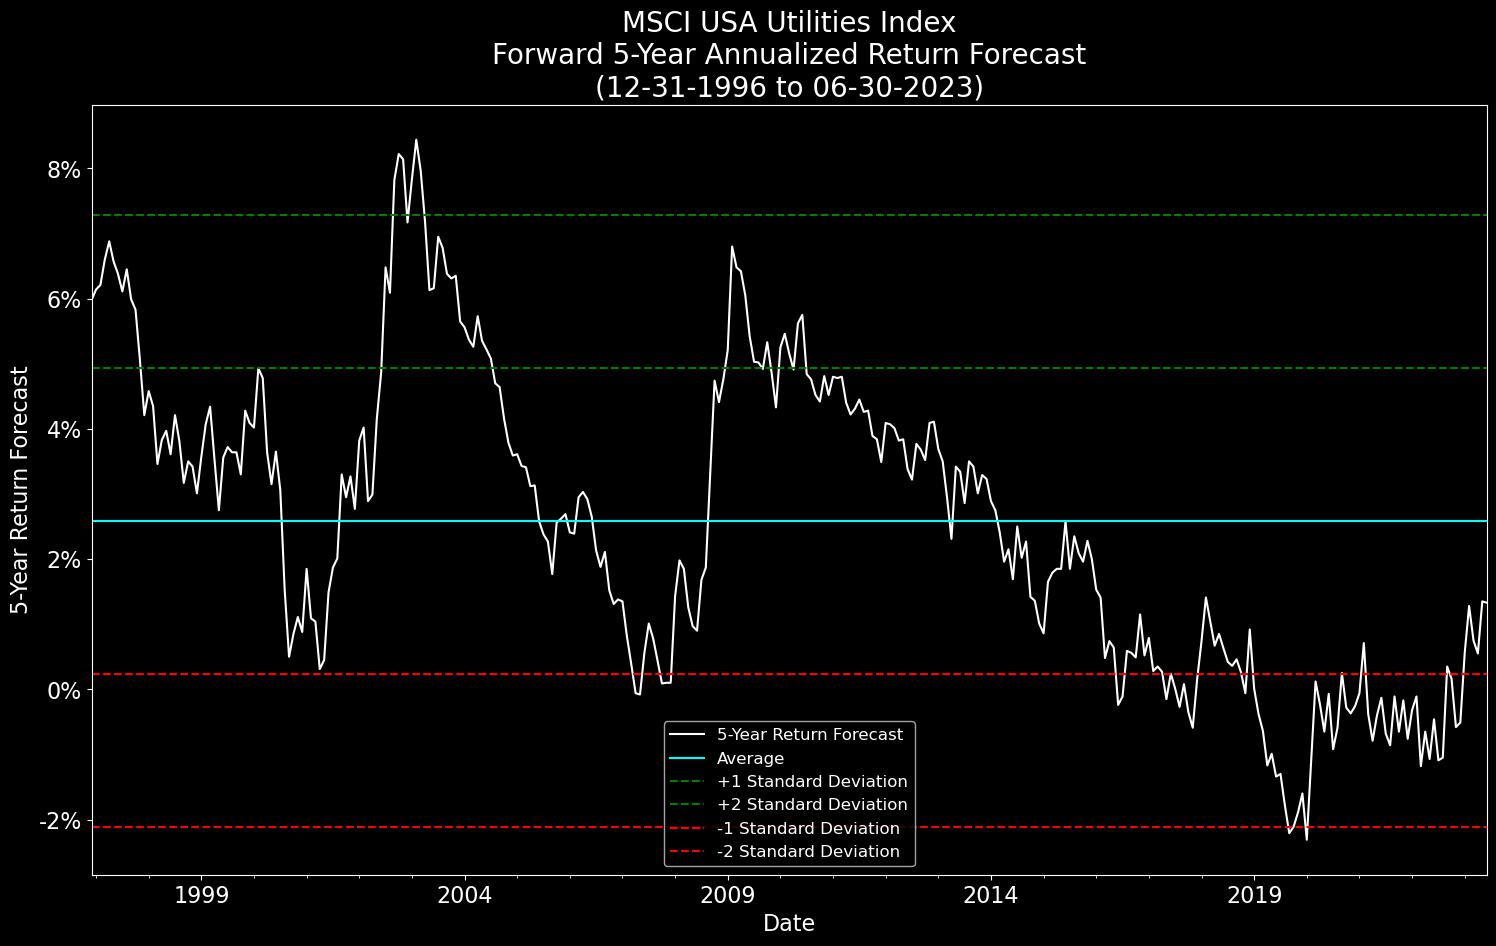 MSCI USA Utilities Index
Forward 5-Year Annualized Return Forecast
(12-31-1996 to 06-30-2023)
5-Year Return Forecast
8%
6%
4%
2%
0%
-2%
5-Year Return Forecast
Average
+1 Standard Deviation
+2 Standard Deviation
-1 Standard Deviation
-2 Standard Deviation
1999 2004 2009 2014 2019
Date